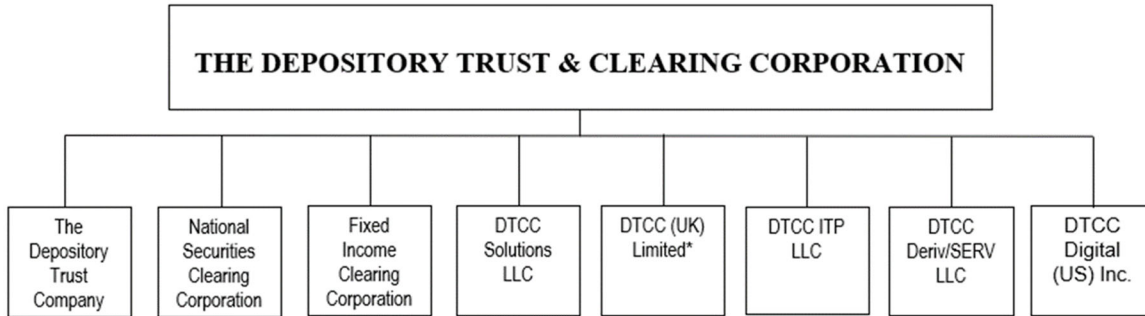 THE DEPOSITORY TRUST & CLEARING CORPORATION
The
Depository
Trust
Company
National
Securities
Clearing
Corporation
Fixed
Income
Clearing
Corporation
DTCC
Solutions
LLC
DTCC (UK)
Limited*
DTCC ITP
LLC
DTCC
Deriv/SERV
LLC
DTCC
Digital
(US) Inc.